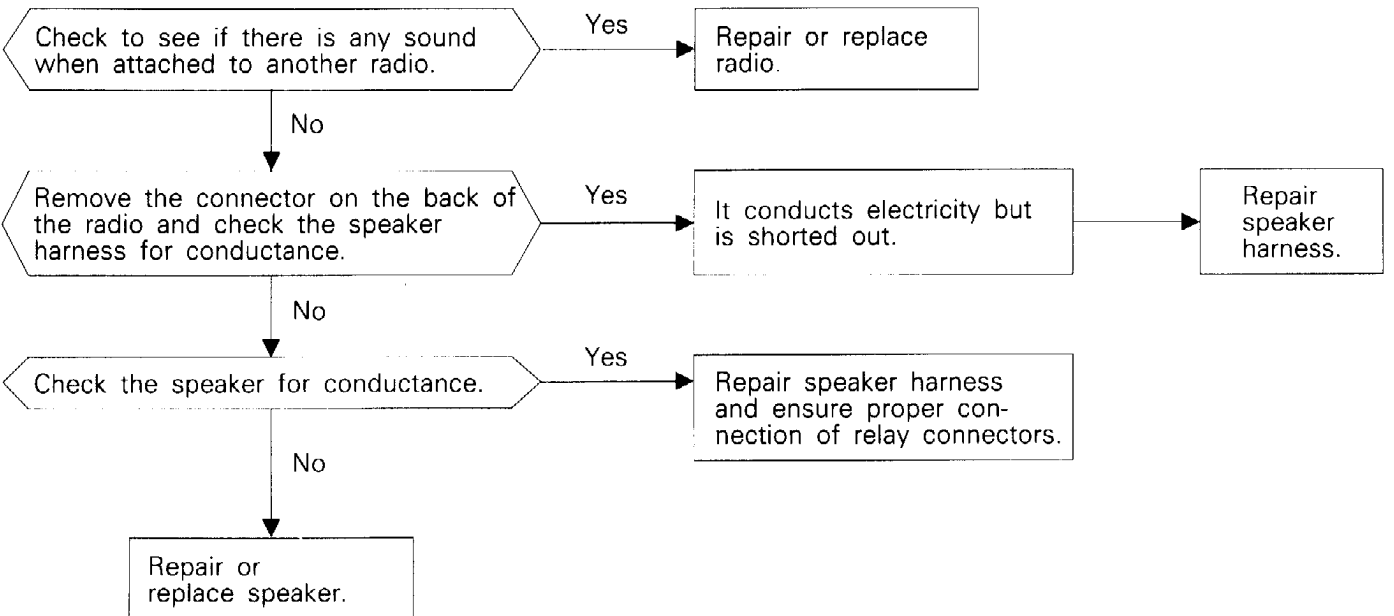 Check to see if there is any sound
when attached to another radio.
Yes
Repair or replace
radio.
No
Remove the connector on the back of
the radio and check the speaker
harness for conductance.
Yes
It conducts electricity but
is shorted out.
Repair
speaker
harness.
No
Check the speaker for conductance.
Yes
Repair speaker harness
and ensure proper con-
nection of relay connectors.
No
Repair or
replace speaker.